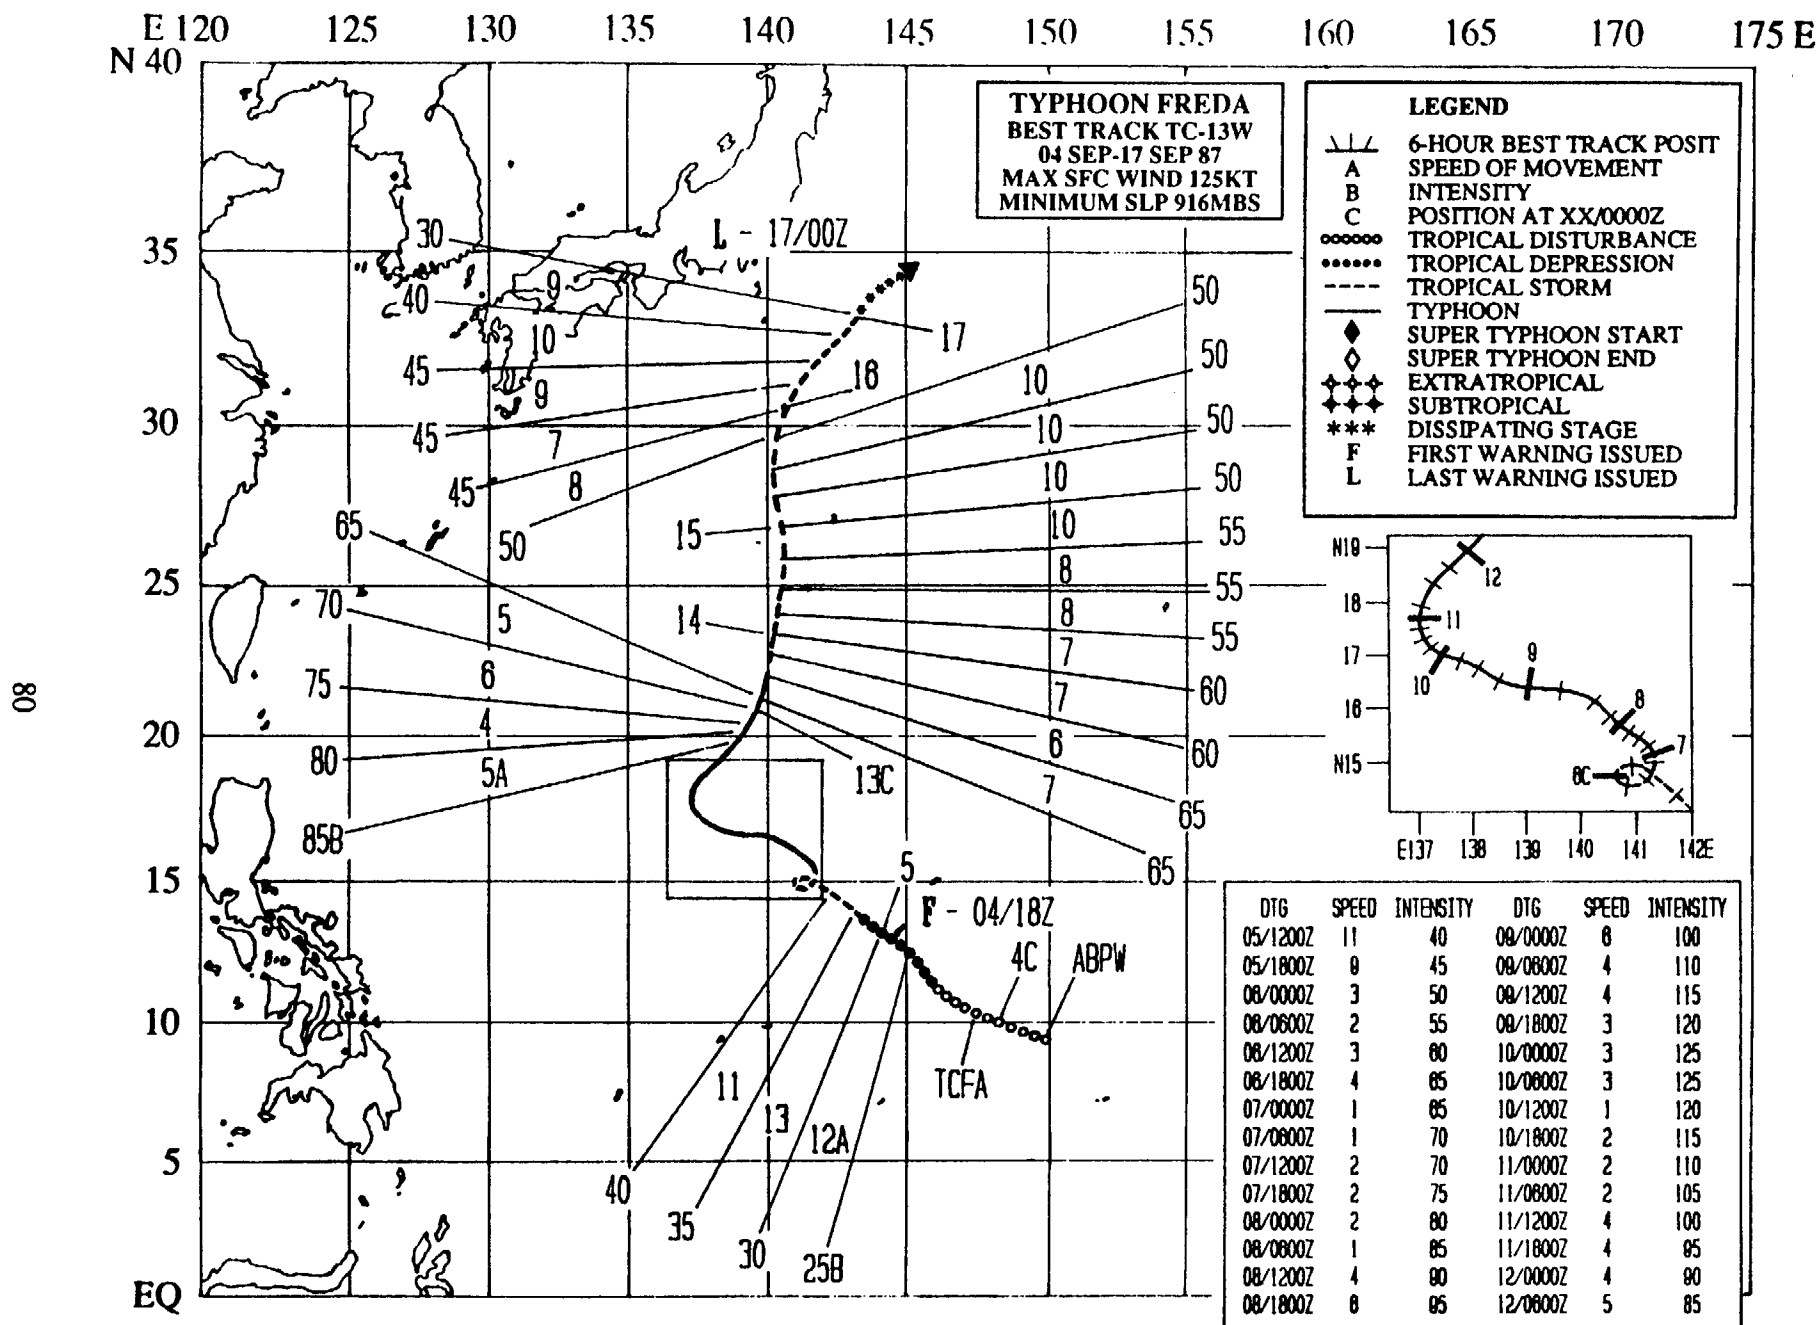 E 120 125 130 135 140 145 150 155 160 165 170 175 E
N 40
TYPHOON FREDA
BEST TRACK TC-13W
04 SEP-17 SEP 87
MAX SFC WIND 125KT
MINIMUM SLP 916MBS
LEGEND
6-HOUR BEST TRACK POSIT
A SPEED OF MOVEMENT
B INTENSITY
C POSITION AT XX/0000Z
TROPICAL DISTURBANCE
TROPICAL DEPRESSION
TROPICAL STORM
TYPHOON
SUPER TYPHOON START
SUPER TYPHOON END
EXTRATROPICAL
SUBTROPICAL
*** DISSIPATING STAGE
F FIRST WARNING ISSUED
L LAST WARNING ISSUED
L - 17/00Z
30
35
9
40
50
10
17
45
50
16
10
9
30
45
7
10
50
45
8
10
50
65
15
50
10
55
8
25
55
70
5
14
8
55
7
75
6
7
60
4
20
6
60
80
5A
13C
7
65
85B
65
15
5
F - 04/18Z
4C
ABPW
10
TCFA
11
13
12A
5
40
35
30
25B
EQ
80
N19
12
18
11
17
9
10
16
8
7
N15
6C
E137 138 139 140 141 142E
DTG SPEED INTENSITY DTG SPEED INTENSITY
05/1200Z 11 40 09/0000Z 6 100
05/1800Z 9 45 09/0600Z 4 110
06/0000Z 3 50 09/1200Z 4 115
06/0600Z 2 55 09/1800Z 3 120
06/1200Z 3 60 10/0000Z 3 125
06/1800Z 4 65 10/0600Z 3 125
07/0000Z 1 65 10/1200Z 1 120
07/0600Z 1 70 10/1800Z 2 115
07/1200Z 2 70 11/0000Z 2 110
07/1800Z 2 75 11/0600Z 2 105
08/0000Z 2 80 11/1200Z 4 100
08/0600Z 1 85 11/1800Z 4 95
08/1200Z 4 90 12/0000Z 4 90
08/1800Z 6 95 12/0600Z 5 85